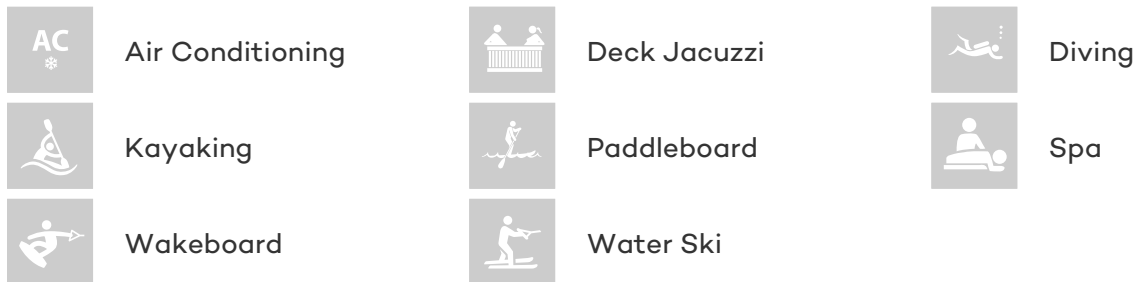 AC
Air Conditioning
Deck Jacuzzi
Diving
Kayaking
Paddleboard
Spa
Wakeboard
Water Ski